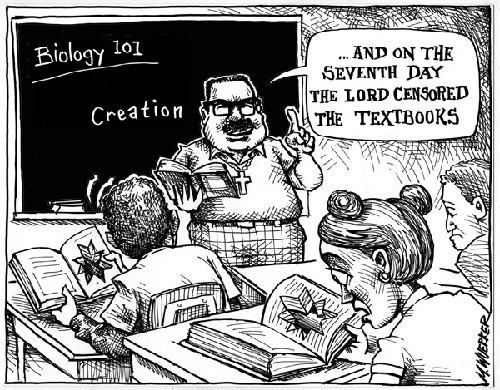 Biology 101
Creation
...AND ON THE
SEVENTH DAY
THE LORD CENSORED
THE TEXTBOOKS